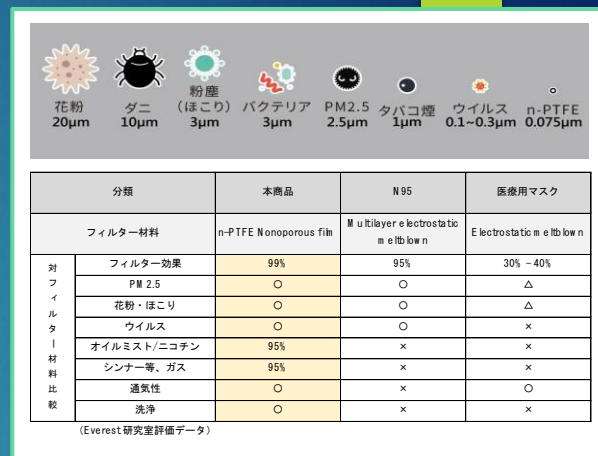 花粉
20μm
ダニ
10μm
粉塵
（ほこり）
3μm
バクテリア
3μm
PM2.5
2.5μm
タバコ煙
1μm
ウイルス
0.1~0.3μm
n-PTFE
0.075μm
分類 本商品 N95 医療用マスク
フィルター材料 n-PTFE Nonoporous film Multilayer electrostatic meltblown Electrostatic meltblown
対フィルター材料比較
フィルター効果 99% 95% 30% - 40%
PM 2.5 ○ ○ △
花粉・ほこり ○ ○ △
ウイルス ○ ○ ×
オイルミスト/ニコチン 95% × ×
シンナー等、ガス 95% × ×
通気性 ○ × ○
洗浄 ○ × ×
（Everest研究室評価データ）